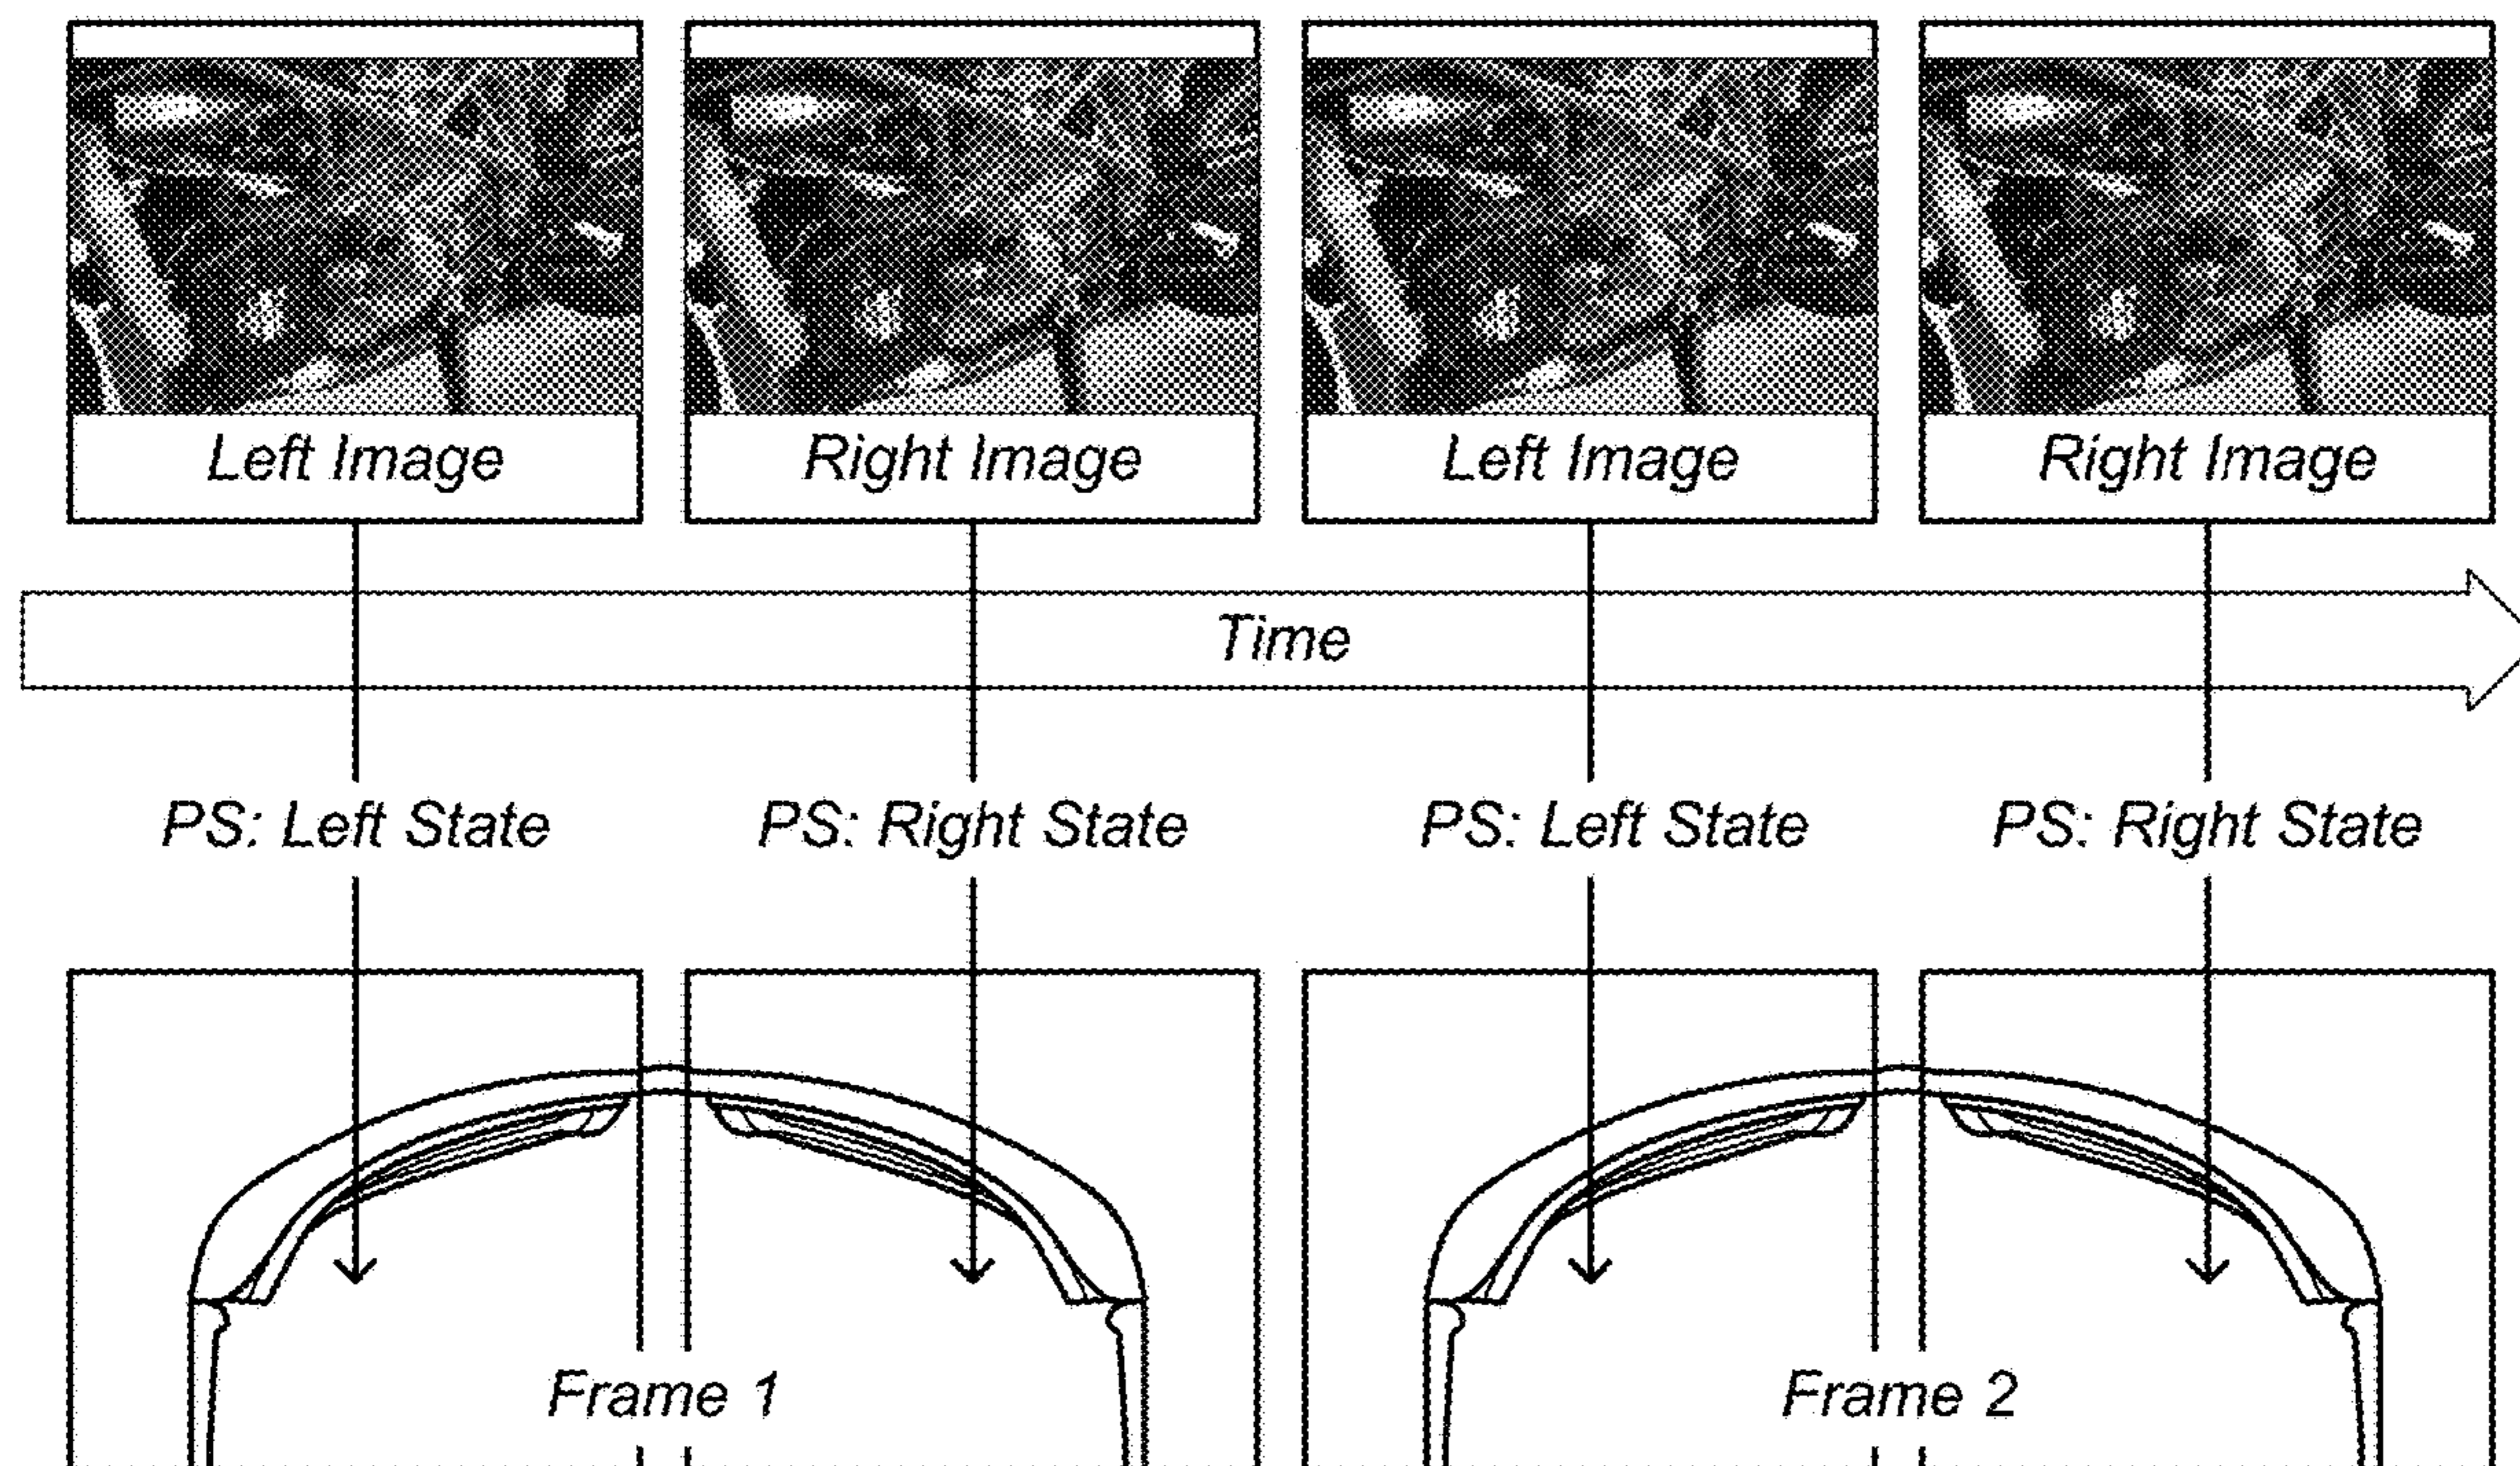 Left Image
Right Image
Left Image
Right Image
Time
PS: Left State
PS: Right State
PS: Left State
PS: Right State
Frame 1
Frame 2